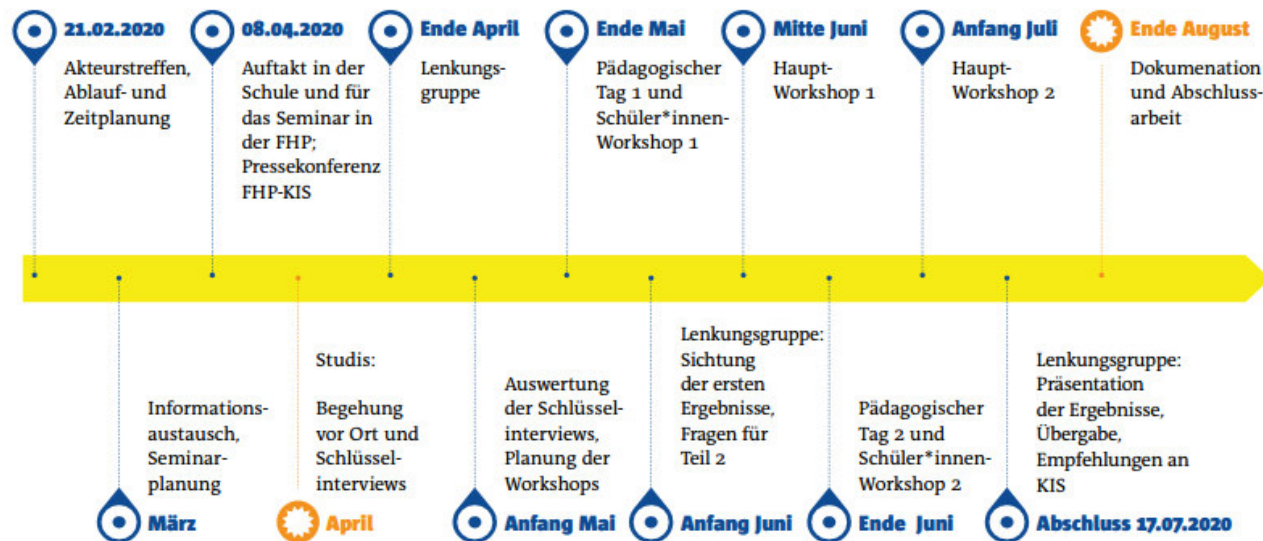 21.02.2020
Akteurstreffen,
Ablauf- und
Zeitplanung
08.04.2020
Auftakt in der
Schule und für
das Seminar in
der FHP;
Pressekonferenz
FHP-KIS
Ende April
Lenkungs-
gruppe
Ende Mai
Pädagogischer
Tag 1 und
Schüler*innen-
Workshop 1
Mitte Juni
Haupt-
Workshop 1
Anfang Juli
Haupt-
Workshop 2
Ende August
Dokumenation
und Abschluss-
arbeit
Informations-
austausch,
Seminar-
planung
März
Studis:
Begehung
vor Ort und
Schlüssel-
interviews
April
Auswertung
der Schlüssel-
interviews,
Planung der
Workshops
Anfang Mai
Lenkungsgruppe:
Sichtung
der ersten
Ergebnisse,
Fragen für
Teil 2
Anfang Juni
Pädagogischer
Tag 2 und
Schüler*innen-
Workshop 2
Ende Juni
Lenkungsgruppe:
Präsentation
der Ergebnisse,
Übergabe,
Empfehlungen an
KIS
Abschluss 17.07.2020